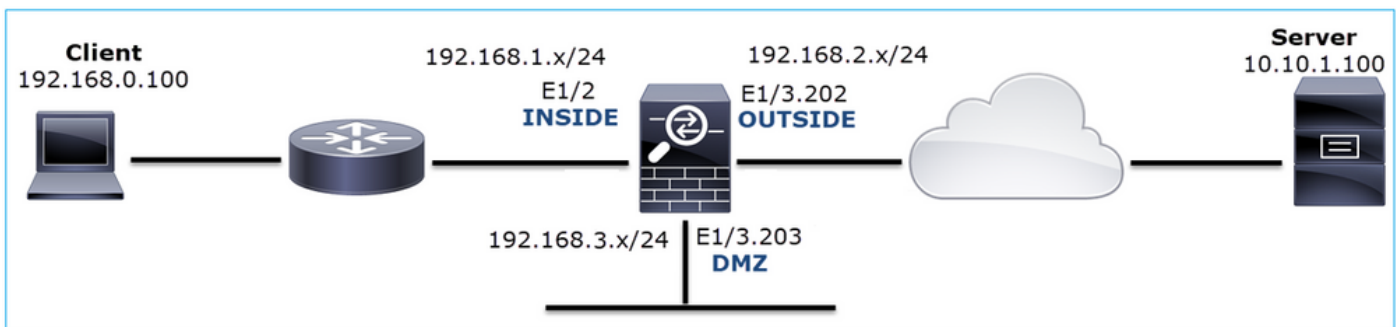 Client
192.168.0.100
192.168.1.x/24
E1/2
INSIDE
192.168.2.x/24
E1/3.202
OUTSIDE
Server
10.10.1.100
192.168.3.x/24
E1/3.203
DMZ